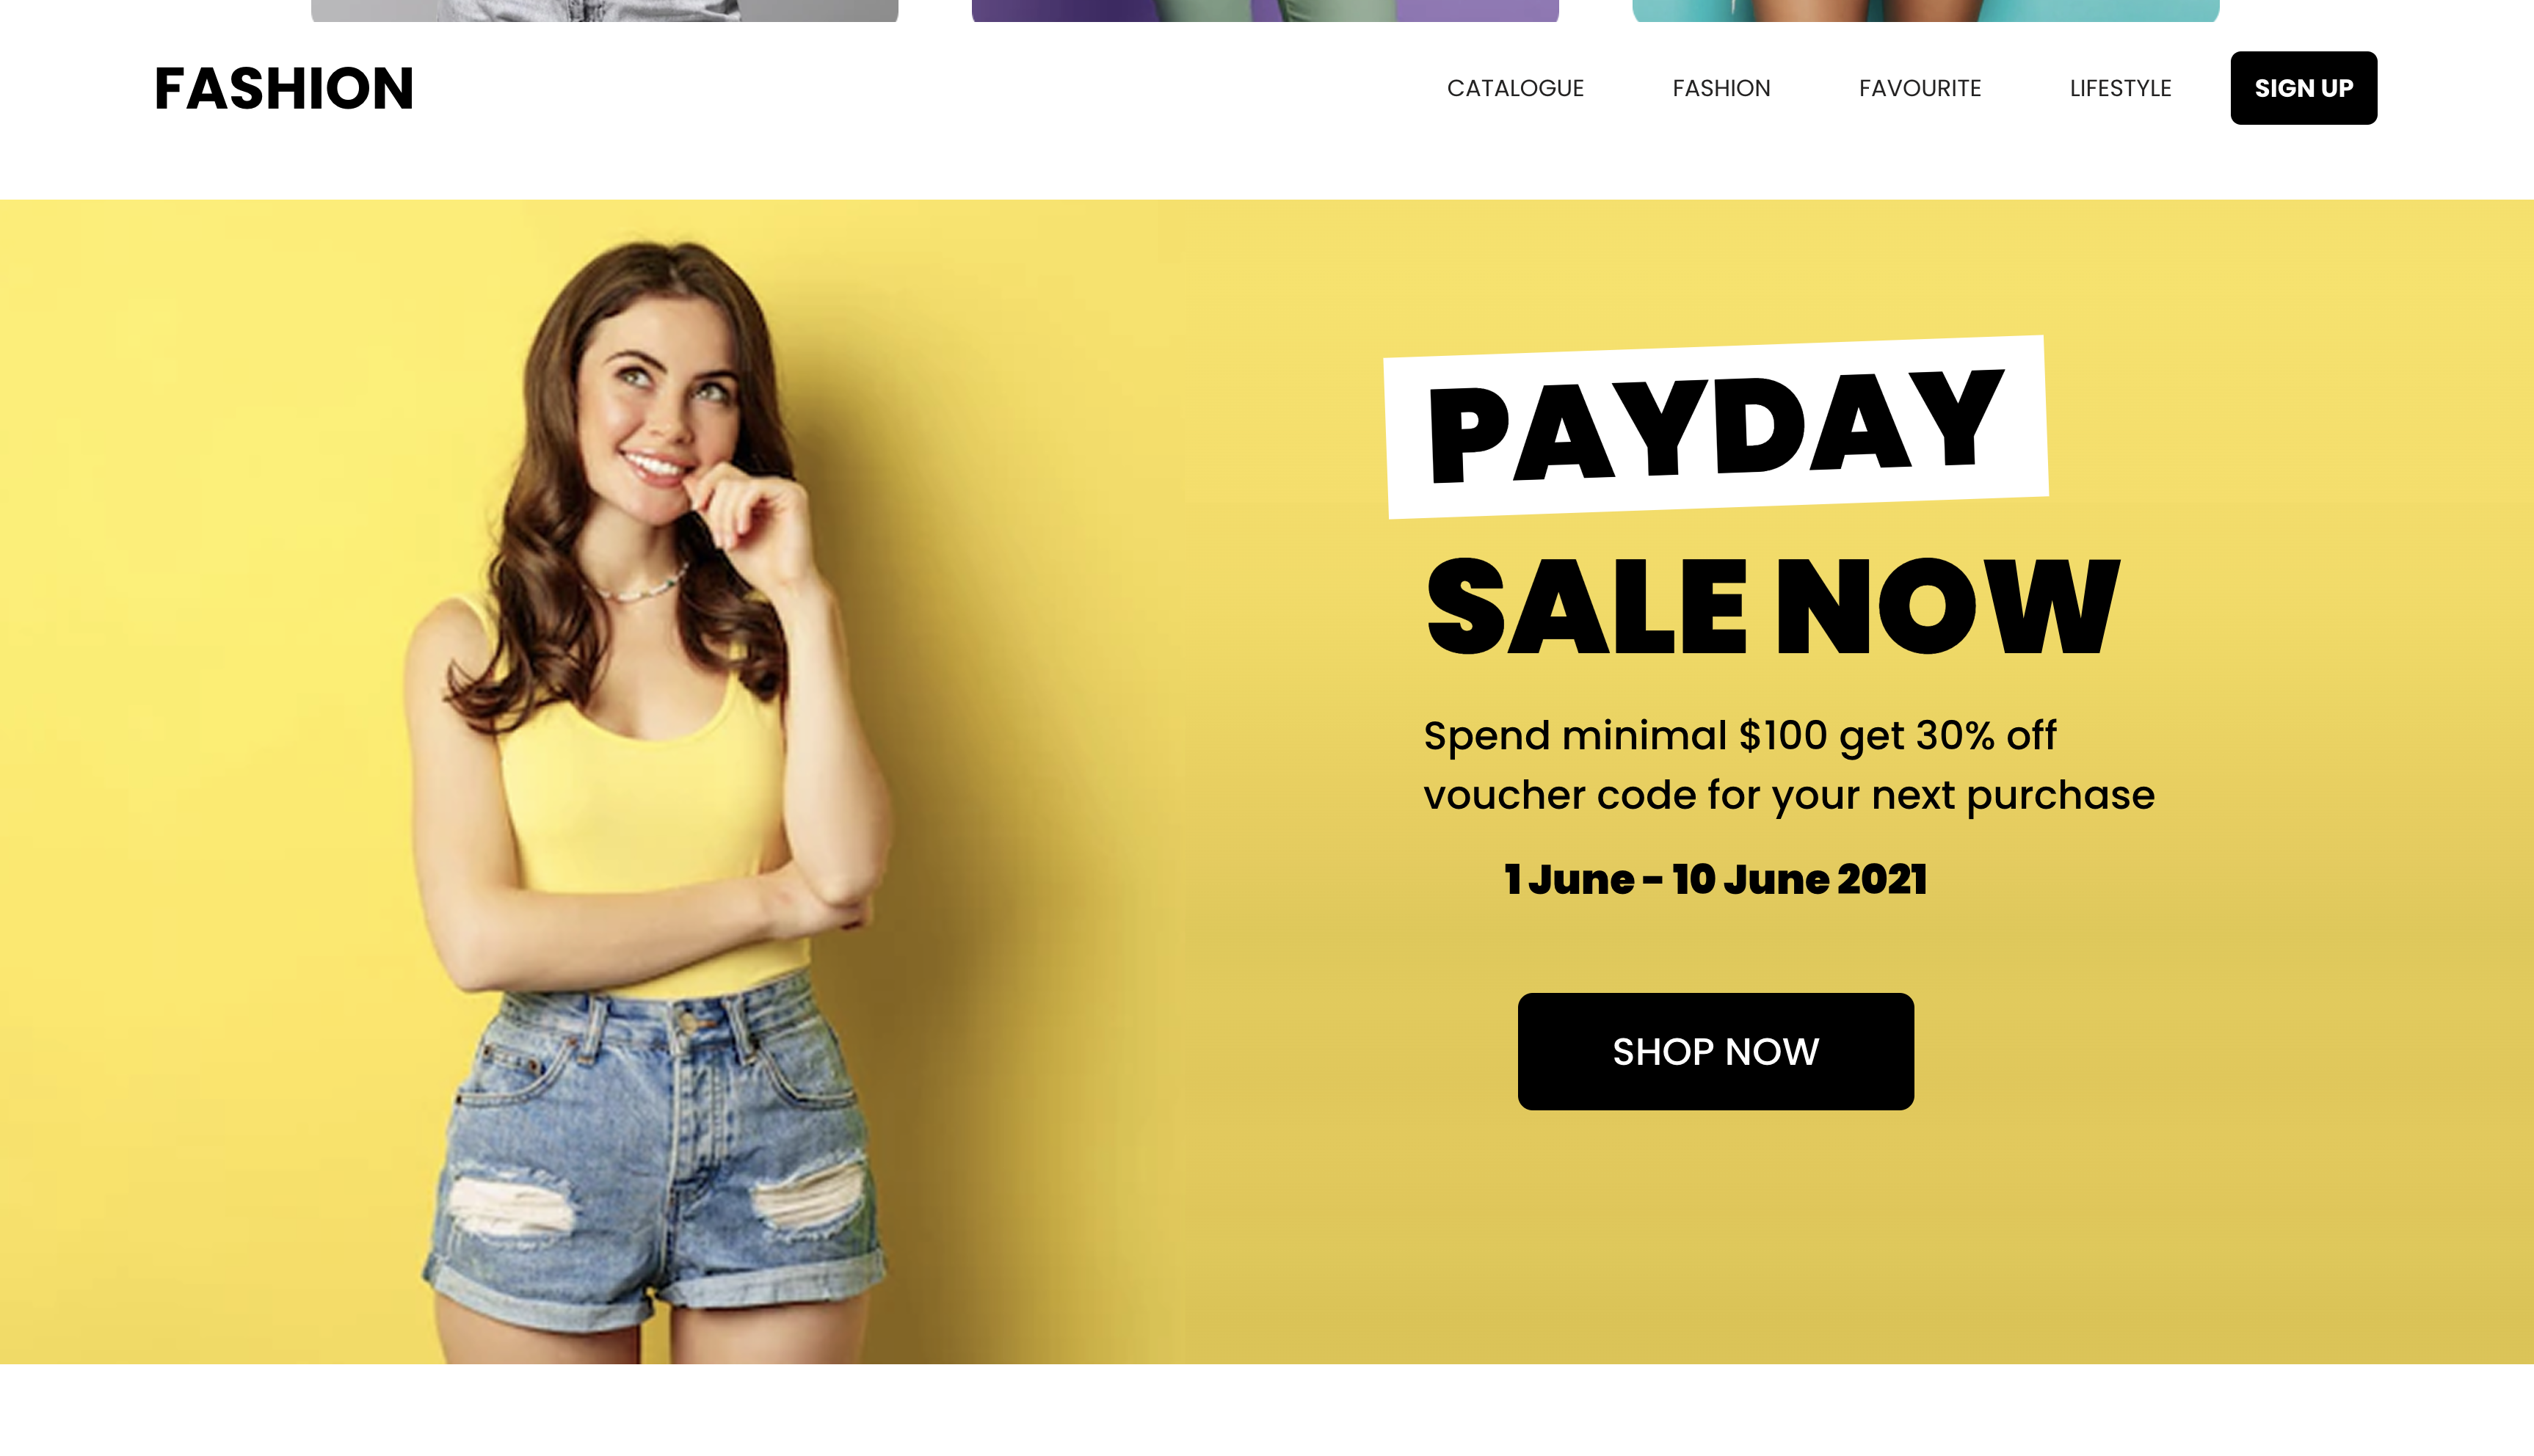 FASHION
CATALOGUE
FASHION
FAVOURITE
LIFESTYLE
SIGN UP
PAYDAY
SALE NOW
Spend minimal $100 get 30% off
voucher code for your next purchase
1 June - 10 June 2021
SHOP NOW